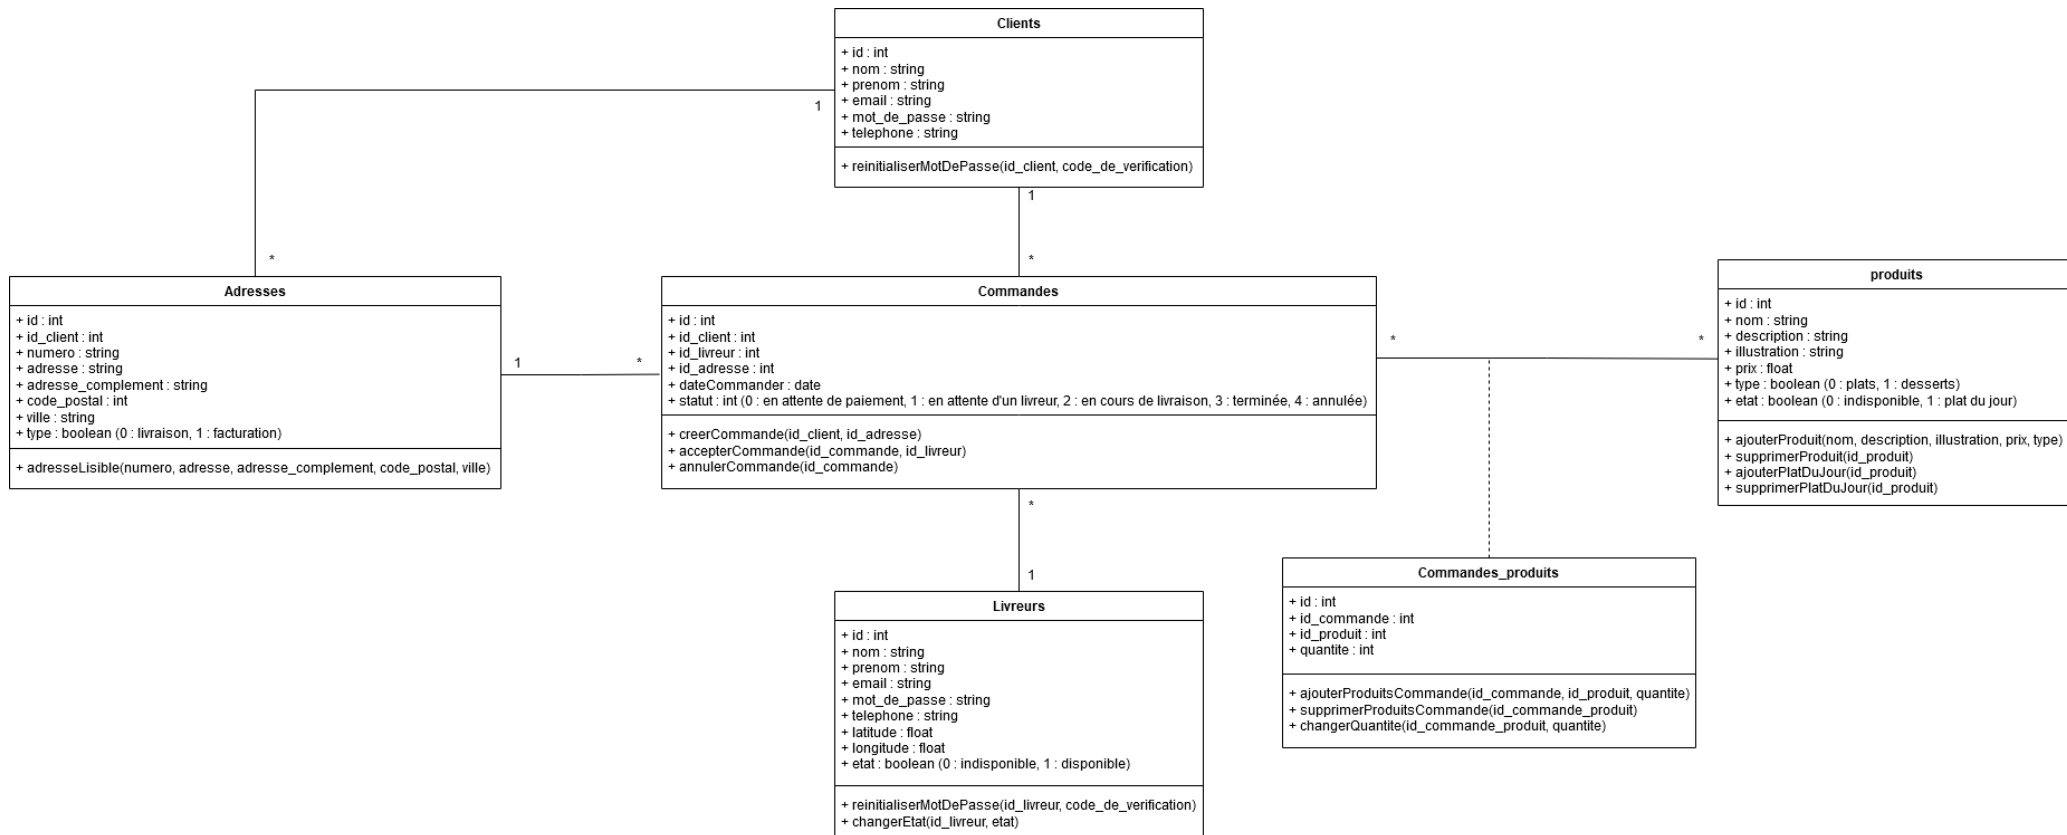 Clients
+ id : int
+ nom : string
+ prenom : string
+ email : string
+ mot_de_passe : string
+ telephone : string
+ reinitialiserMotDePasse(id_client, code_de_verification)
1
1
*
*
Adresses
+ id : int
+ id_client : int
+ numero : string
+ adresse : string
+ adresse_complement : string
+ code_postal : int
+ ville : string
+ type : boolean (0 : livraison, 1 : facturation)
+ adresseLisible(numero, adresse, adresse_complement, code_postal, ville)
1
*
Commandes
+ id : int
+ id_client : int
+ id_livreur : int
+ id_adresse : int
+ dateCommander : date
+ statut : int (0 : en attente de paiement, 1 : en attente d'un livreur, 2 : en cours de livraison, 3 : terminée, 4 : annulée)
+ creerCommande(id_client, id_adresse)
+ accepterCommande(id_commande, id_livreur)
+ annulerCommande(id_commande)
*
*
produits
+ id : int
+ nom : string
+ description : string
+ illustration : string
+ prix : float
+ type : boolean (0 : plats, 1 : desserts)
+ etat : boolean (0 : indisponible, 1 : plat du jour)
+ ajouterProduit(nom, description, illustration, prix, type)
+ supprimerProduit(id_produit)
+ ajouterPlatDuJour(id_produit)
+ supprimerPlatDuJour(id_produit)
*
1
Livreurs
+ id : int
+ nom : string
+ prenom : string
+ email : string
+ mot_de_passe : string
+ telephone : string
+ latitude : float
+ longitude : float
+ etat : boolean (0 : indisponible, 1 : disponible)
+ reinitialiserMotDePasse(id_livreur, code_de_verification)
+ changerEtat(id_livreur, etat)
Commandes_produits
+ id : int
+ id_commande : int
+ id_produit : int
+ quantite : int
+ ajouterProduitsCommande(id_commande, id_produit, quantite)
+ supprimerProduitsCommande(id_commande_produit)
+ changerQuantite(id_commande_produit, quantite)